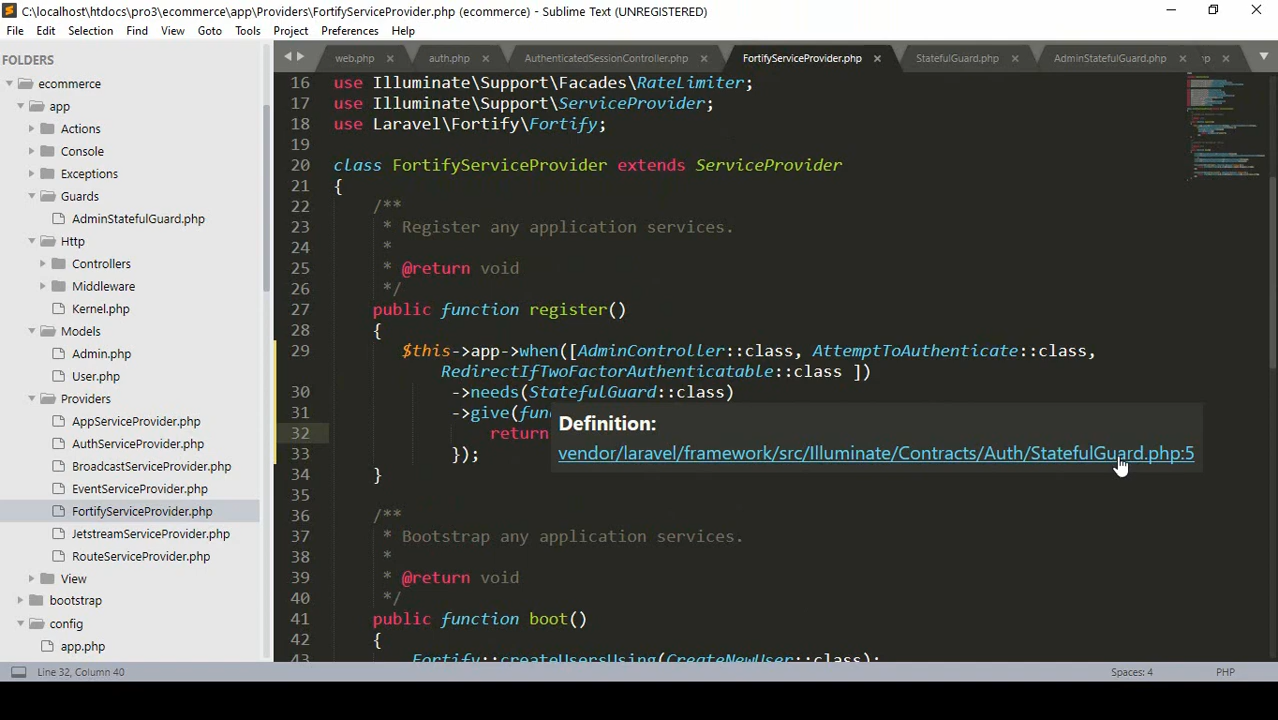 C:\localhost\htdocs\pro3\ecommerce\app\Providers\FortifyServiceProvider.php (ecommerce) - Sublime Text (UNREGISTERED)
File Edit Selection Find View Goto Tools Project Preferences Help
FOLDERS
ecommerce
app
Actions
Console
Exceptions
Guards
AdminStatefulGuard.php
Http
Controllers
Middleware
Kernel.php
Models
Admin.php
User.php
Providers
AppServiceProvider.php
AuthServiceProvider.php
BroadcastServiceProvider.php
EventServiceProvider.php
FortifyServiceProvider.php
JetstreamServiceProvider.php
RouteServiceProvider.php
View
bootstrap
config
app.php
web.php auth.php AuthenticatedSessionController.php FortifyServiceProvider.php StatefulGuard.php AdminStatefulGuard.php
16 use Illuminate\Support\Facades\RateLimiter;
17 use Illuminate\Support\ServiceProvider;
18 use Laravel\Fortify\Fortify;
19
20 class FortifyServiceProvider extends ServiceProvider
21 {
22 /**
23 * Register any application services.
24 *
25 * @return void
26 */
27 public function register()
28 {
29 $this->app->when([AdminController::class, AttemptToAuthenticate::class,
RedirectIfTwoFactorAuthenticatable::class ])
30 ->needs(StatefulGuard::class)
31 ->give(fun
32 return
33 });
Definition:
vendor/laravel/framework/src/Illuminate/Contracts/Auth/StatefulGuard.php:5
34 }
35
36 /**
37 * Bootstrap any application services.
38 *
39 * @return void
40 */
41 public function boot()
42 {
43 Fortify::createUsersUsing(CreateNewUser::class);
Line 32, Column 40 Spaces: 4 PHP